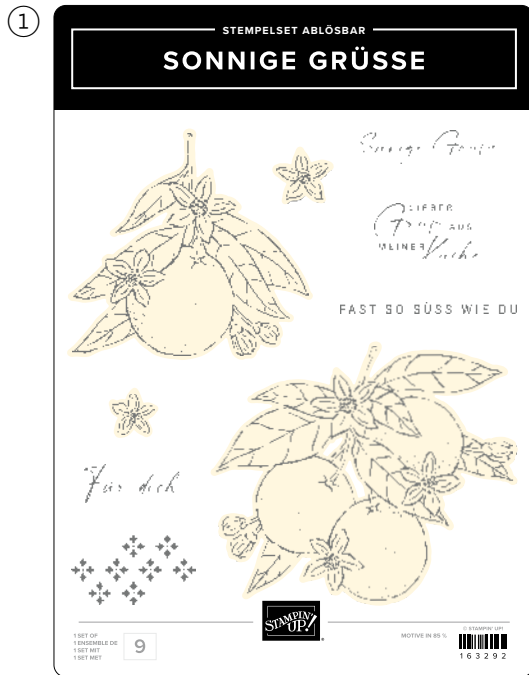 ①
STEMPELSET ABLÖSBAR
SONNIGE GRÜSSE
Sonnige Grüße
LIEBER
Gruß AUS
MEINER Küche
FAST SO SÜSS WIE DU
Für dich
STAMPIN' UP!®
1 SET OF
1 ENSEMBLE DE
1 SET MIT
1 SET MET
9
MOTIVE IN 85 %
© STAMPIN' UP!
163292